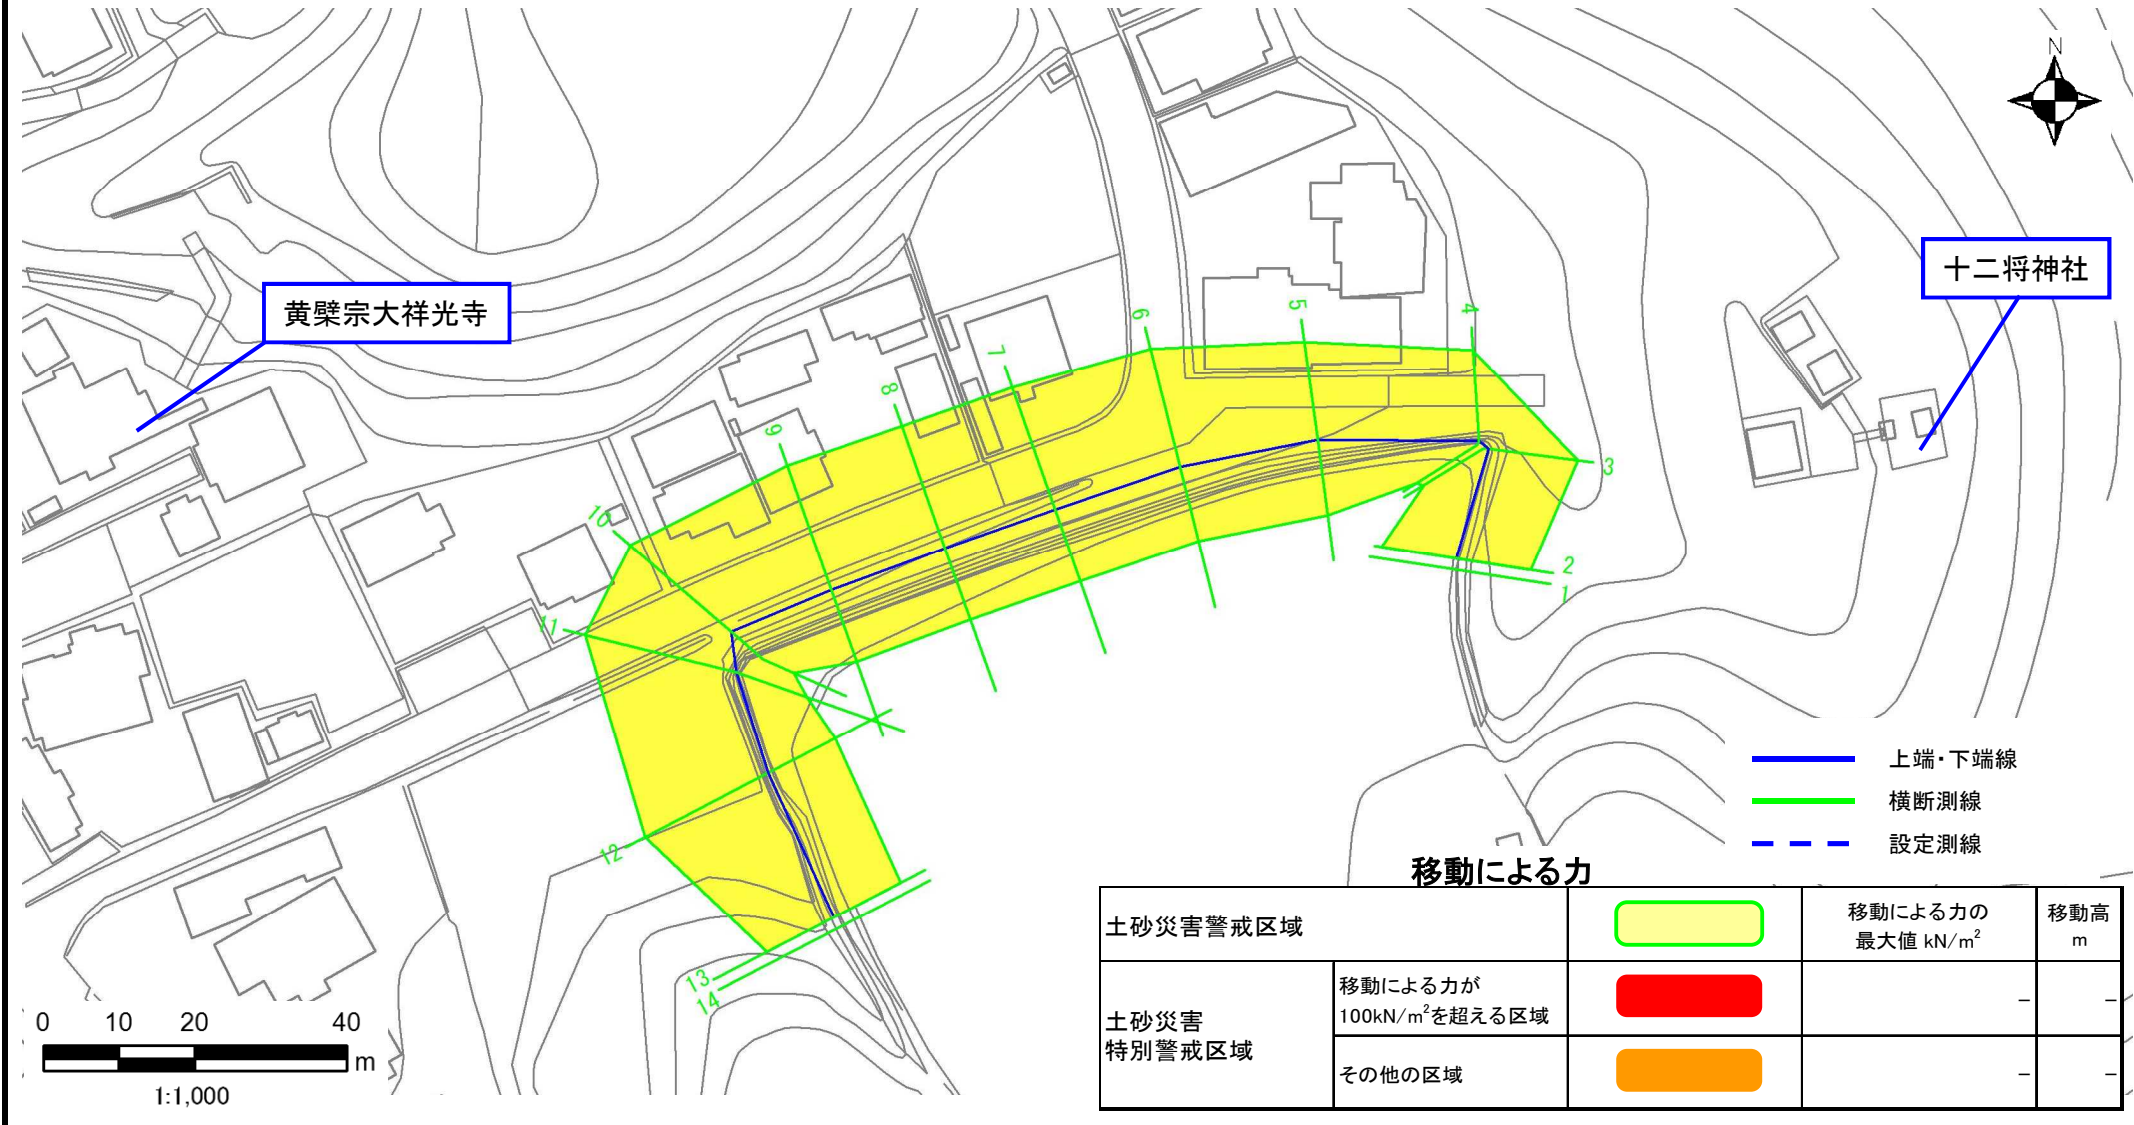 N
十二将神社
黄檗宗大祥光寺
1
2
3
4
5
6
7
8
9
10
11
12
13
14
上端・下端線
横断測線
設定測線
移動による力
土砂災害警戒区域
移動による力の
最大値 kN/m²
移動高
m
土砂災害
特別警戒区域
移動による力が
100kN/m²を超える区域
－
－
その他の区域
－
－
0 10 20 40
m
1:1,000